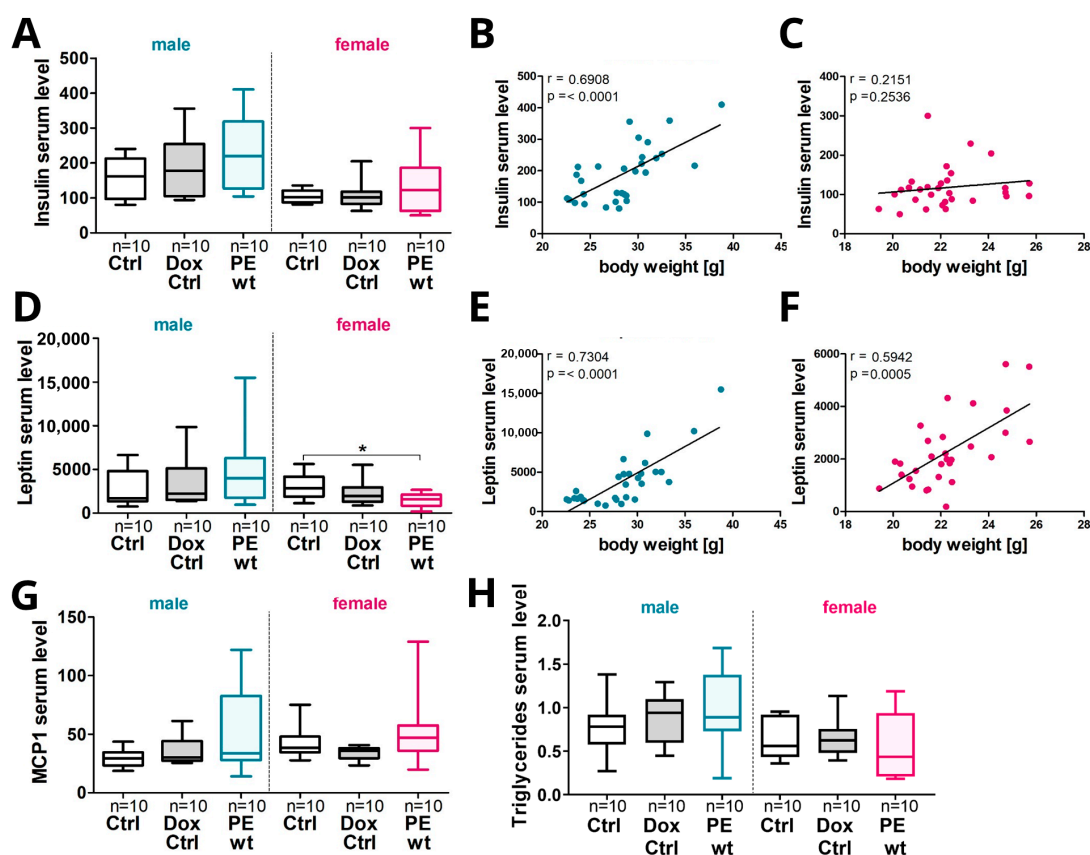 A
male
female
Insulin serum level
500
400
300
200
100
0
n=10 n=10 n=10 n=10 n=10 n=10
Ctrl Dox PE Ctrl Dox PE
Ctrl wt Ctrl wt
B
r = 0.6908
p =< 0.0001
Insulin serum level
500
400
300
200
100
0
20 25 30 35 40 45
body weight [g]
C
r = 0.2151
p =0.2536
Insulin serum level
400
300
200
100
0
18 20 22 24 26 28
body weight [g]
D
male
female
Leptin serum level
20,000
15,000
10,000
5000
0
*
n=10 n=10 n=10 n=10 n=10 n=10
Ctrl Dox PE Ctrl Dox PE
Ctrl wt Ctrl wt
E
r = 0.7304
p =< 0.0001
Leptin serum level
20,000
15,000
10,000
5000
0
20 25 30 35 40 45
body weight [g]
F
r = 0.5942
p =0.0005
Leptin serum level
6000
4000
2000
0
18 20 22 24 26 28
body weight [g]
G
male
female
MCP1 serum level
150
100
50
0
n=10 n=10 n=10 n=10 n=10 n=10
Ctrl Dox PE Ctrl Dox PE
Ctrl wt Ctrl wt
H
male
female
Triglycerides serum level
2.0
1.5
1.0
0.5
0.0
n=10 n=10 n=10 n=10 n=10 n=10
Ctrl Dox PE Ctrl Dox PE
Ctrl wt Ctrl wt